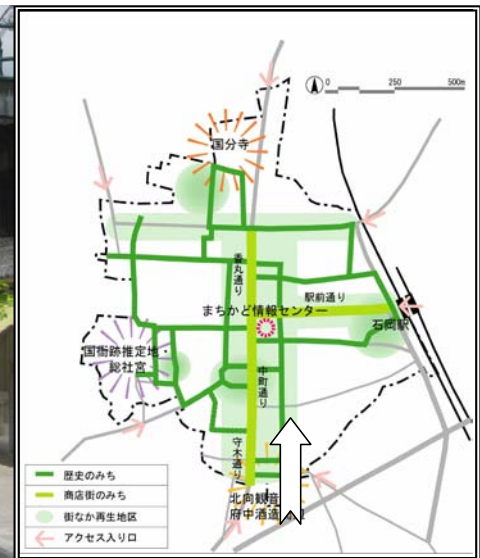 0 250 500m
国分寺
香丸通り
駅前通り
まちかど情報センター
石岡駅
国衙跡推定地・
総社宮
中町通り
守木通り
北向観音
府中酒造
歴史のみち
商店街のみち
街なか再生地区
アクセス入り口